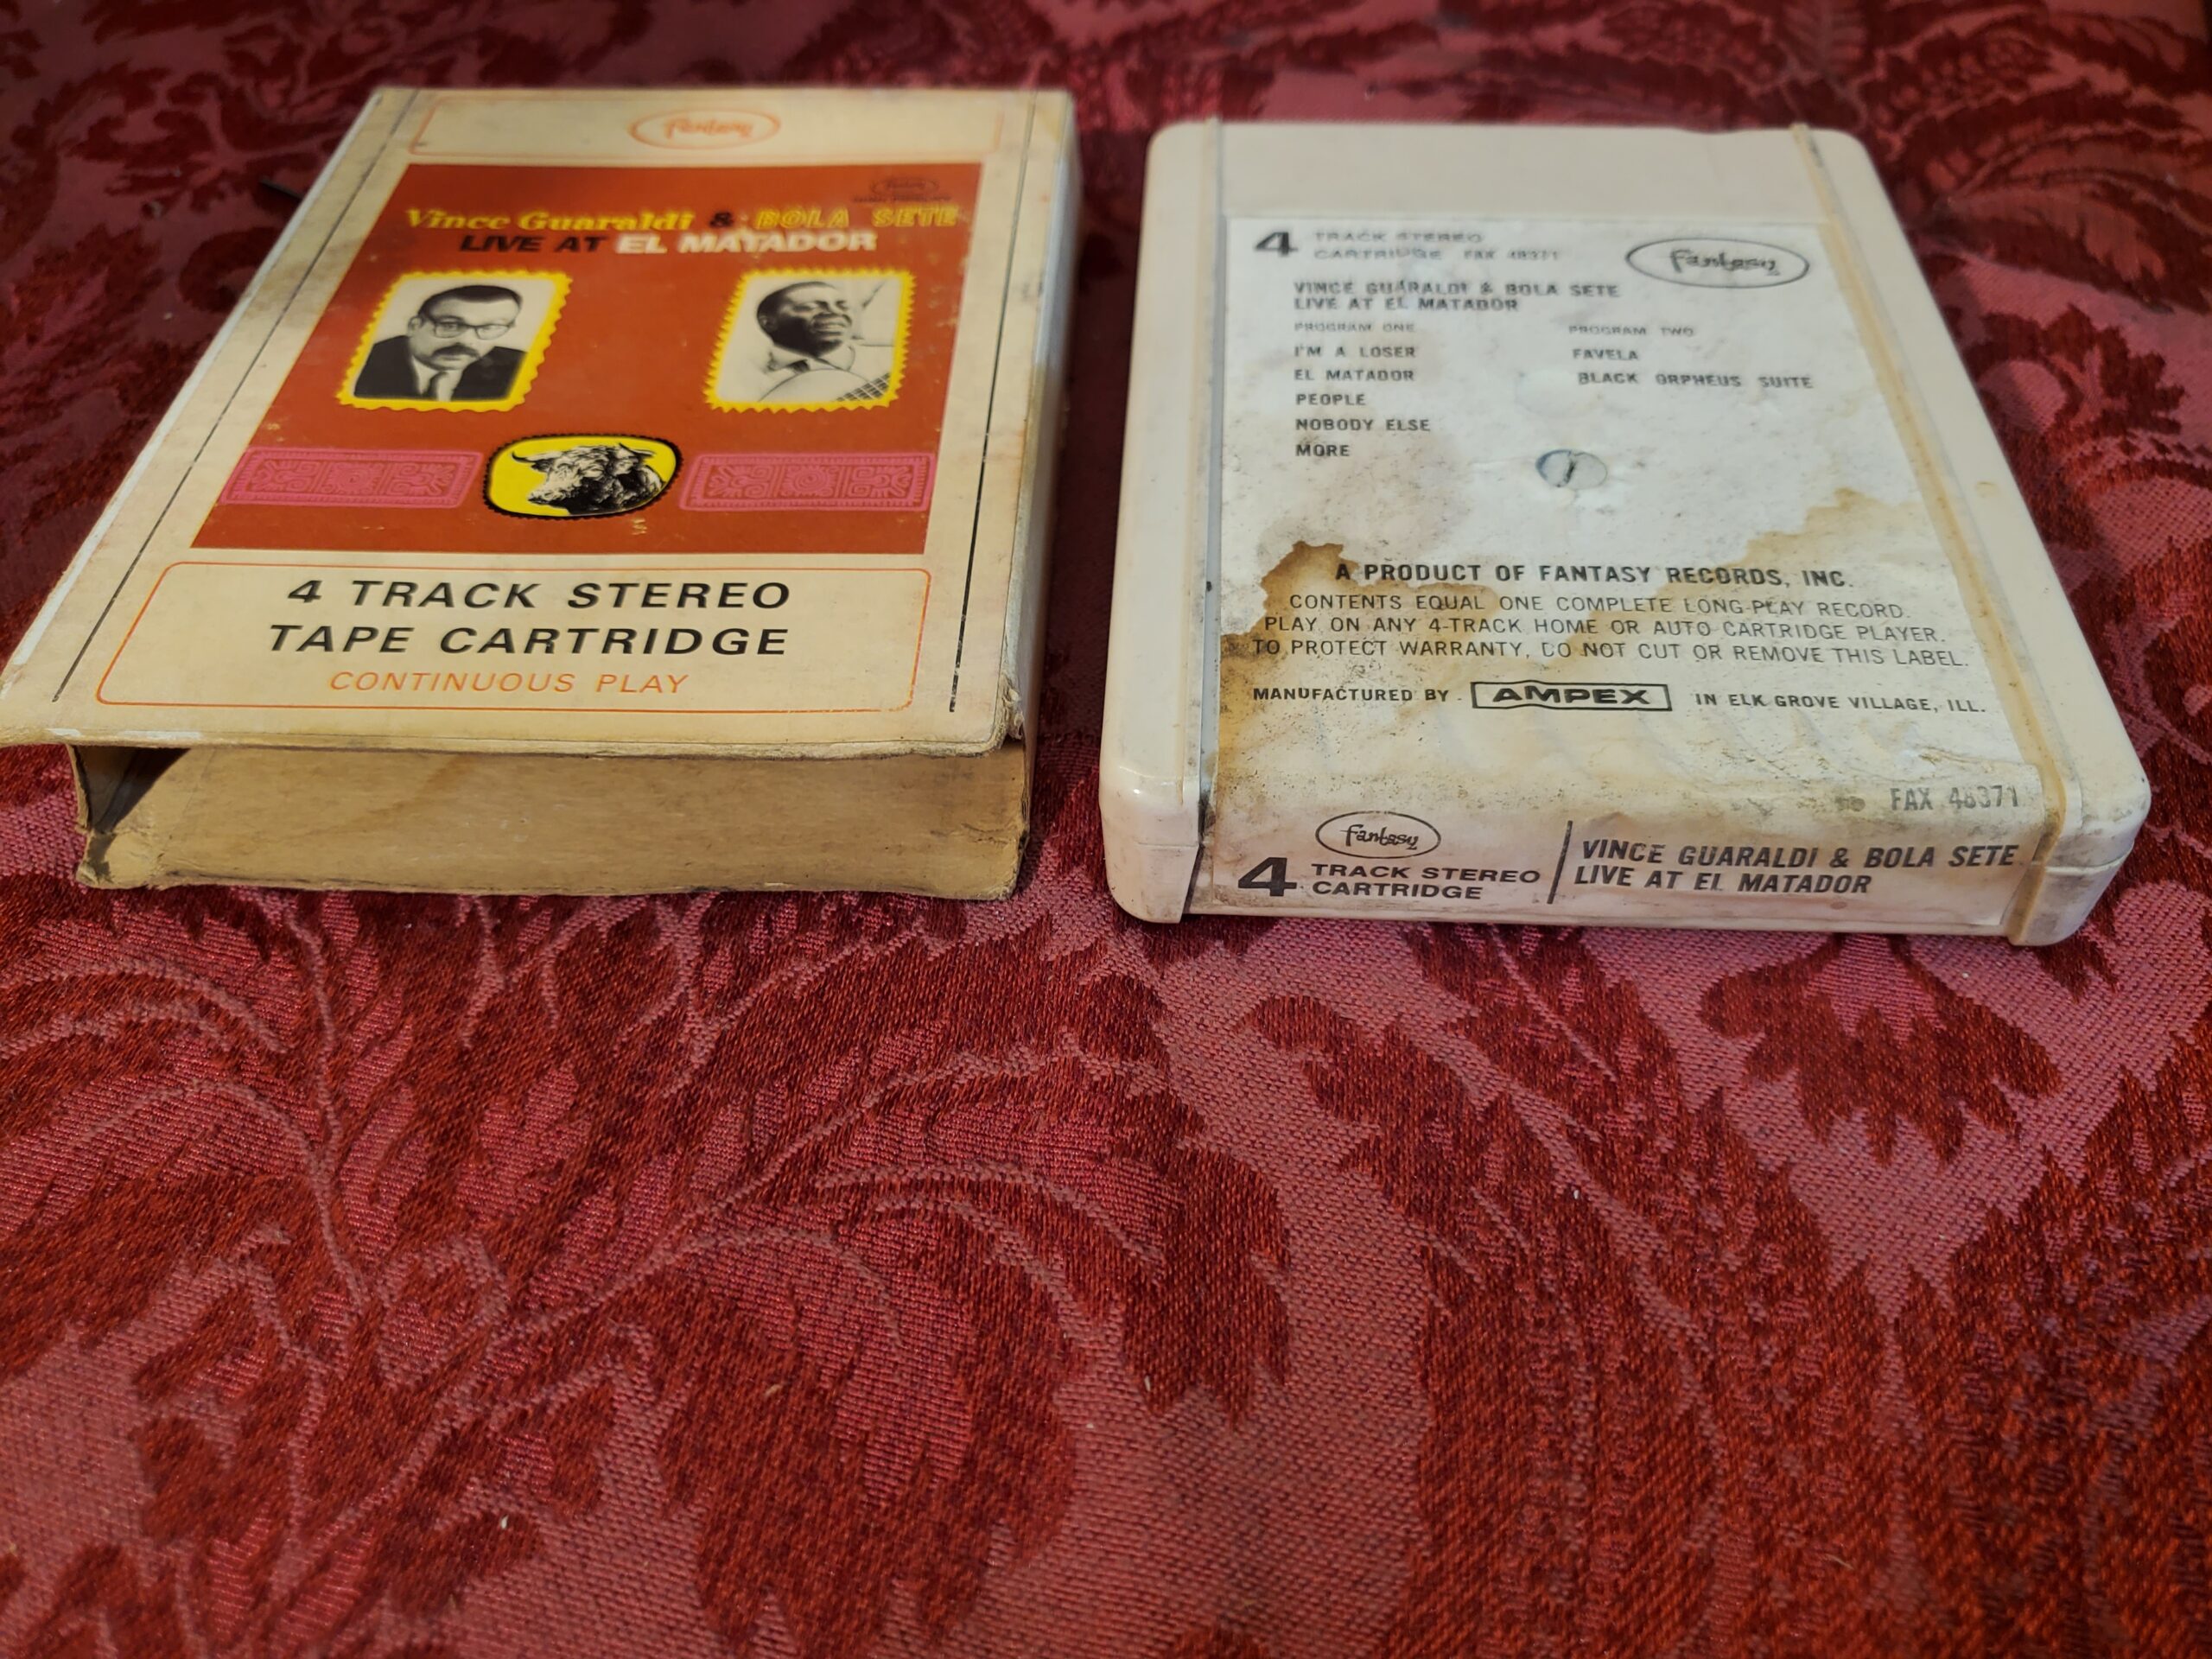 Fantasy
Vince Guaraldi & BOLA SETE
LIVE AT EL MATADOR
4 TRACK STEREO
TAPE CARTRIDGE
CONTINUOUS PLAY
4 TRACK STEREO
CARTRIDGE FAX 48371
Fantasy
VINCE GUARALDI & BOLA SETE
LIVE AT EL MATADOR
PROGRAM ONE
I'M A LOSER
EL MATADOR
PEOPLE
NOBODY ELSE
MORE
PROGRAM TWO
FAVELA
BLACK ORPHEUS SUITE
A PRODUCT OF FANTASY RECORDS, INC.
CONTENTS EQUAL ONE COMPLETE LONG-PLAY RECORD.
PLAY ON ANY 4-TRACK HOME OR AUTO CARTRIDGE PLAYER.
TO PROTECT WARRANTY, DO NOT CUT OR REMOVE THIS LABEL.
MANUFACTURED BY AMPEX IN ELK GROVE VILLAGE, ILL.
FAX 48371
Fantasy
4 TRACK STEREO
CARTRIDGE
VINCE GUARALDI & BOLA SETE
LIVE AT EL MATADOR